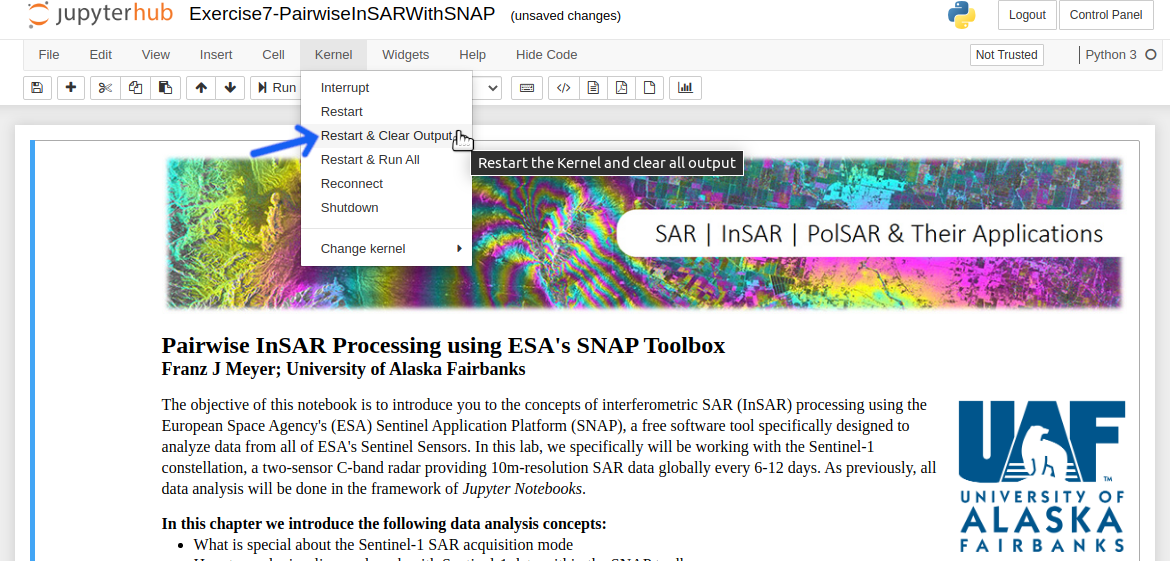 jupyterhub Exercise7-PairwiseInSARWithSNAP (unsaved changes) Logout Control Panel
File Edit View Insert Cell Kernel Widgets Help Hide Code Not Trusted Python 3
Run
Interrupt
Restart
Restart & Clear Output
Restart & Run All
Reconnect
Shutdown
Change kernel
Restart the Kernel and clear all output
SAR | InSAR | PolSAR & Their Applications
Pairwise InSAR Processing using ESA's SNAP Toolbox
Franz J Meyer; University of Alaska Fairbanks
The objective of this notebook is to introduce you to the concepts of interferometric SAR (InSAR) processing using the
European Space Agency's (ESA) Sentinel Application Platform (SNAP), a free software tool specifically designed to
analyze data from all of ESA's Sentinel Sensors. In this lab, we specifically will be working with the Sentinel-1
constellation, a two-sensor C-band radar providing 10m-resolution SAR data globally every 6-12 days. As previously, all
data analysis will be done in the framework of Jupyter Notebooks.
UAF™
UNIVERSITY OF
ALASKA
FAIRBANKS
In this chapter we introduce the following data analysis concepts:
• What is special about the Sentinel-1 SAR acquisition mode